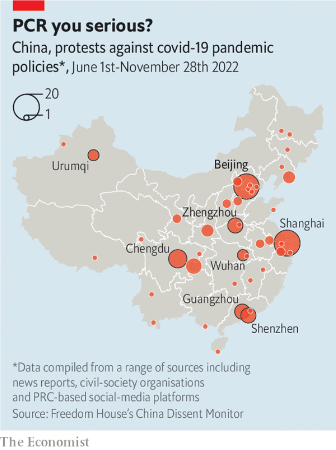 PCR you serious?
China, protests against covid-19 pandemic
policies*, June 1st-November 28th 2022
20
1
Urumqi
Beijing
Zhengzhou
Shanghai
Chengdu
Wuhan
Guangzhou
Shenzhen
*Data compiled from a range of sources including
news reports, civil-society organisations
and PRC-based social-media platforms
Source: Freedom House's China Dissent Monitor
The Economist